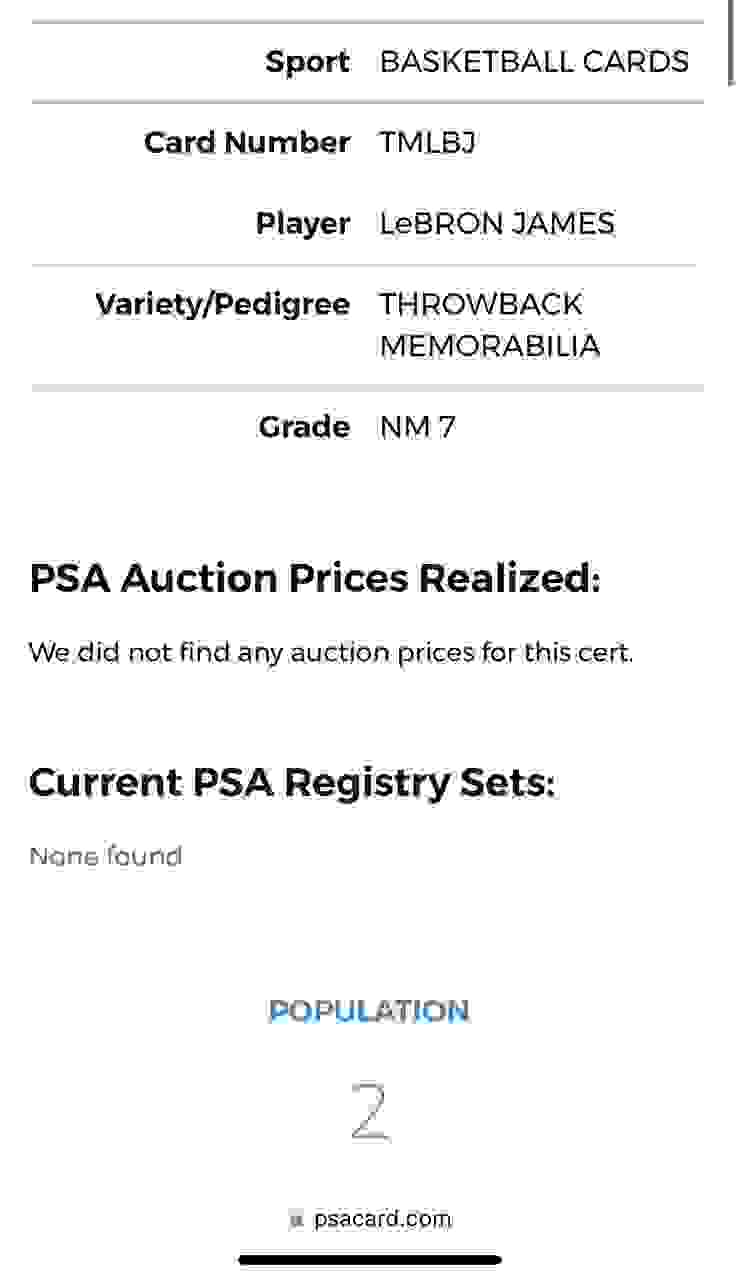 Sport BASKETBALL CARDS
Card Number TMLBJ
Player LeBRON JAMES
Variety/Pedigree THROWBACK
MEMORABILIA
Grade NM 7
PSA Auction Prices Realized:
We did not find any auction prices for this cert.
Current PSA Registry Sets:
None found
POPULATION
2
psacard.com